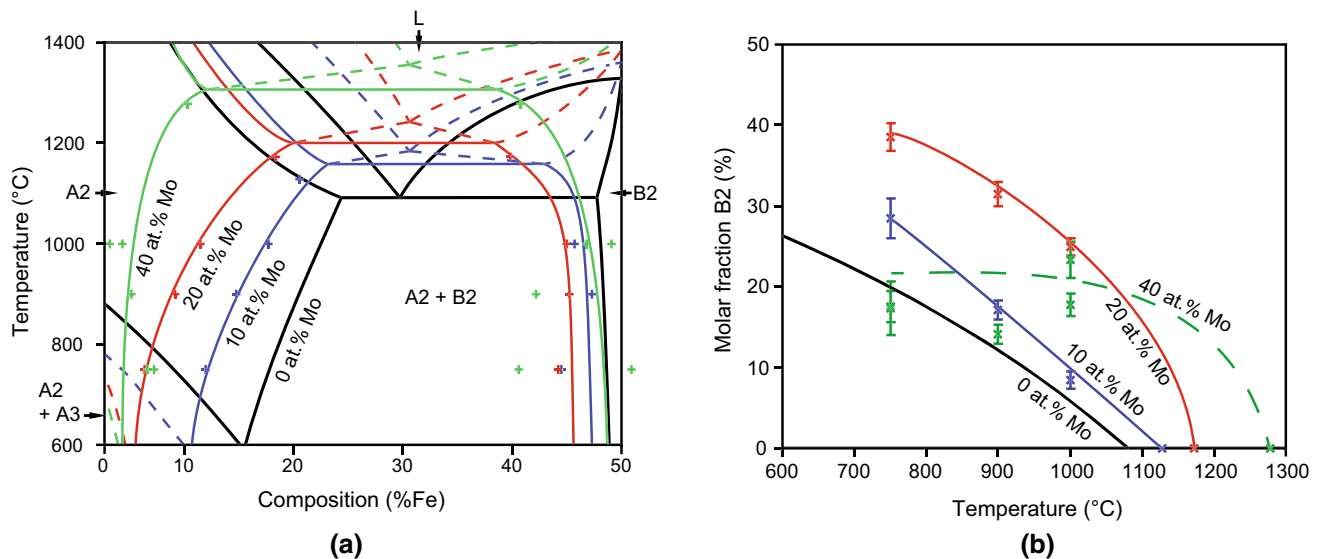 L
1400
1200
1000
800
600
Temperature (°C)
A2
B2
A2
+ A3
40 at.% Mo
20 at.% Mo
10 at.% Mo
0 at.% Mo
A2 + B2
0 10 20 30 40 50
Composition (%Fe)
(a)
50
40
30
20
10
0
Molar fraction B2 (%)
40 at.% Mo
20 at.% Mo
10 at.% Mo
0 at.% Mo
600 700 800 900 1000 1100 1200 1300
Temperature (°C)
(b)